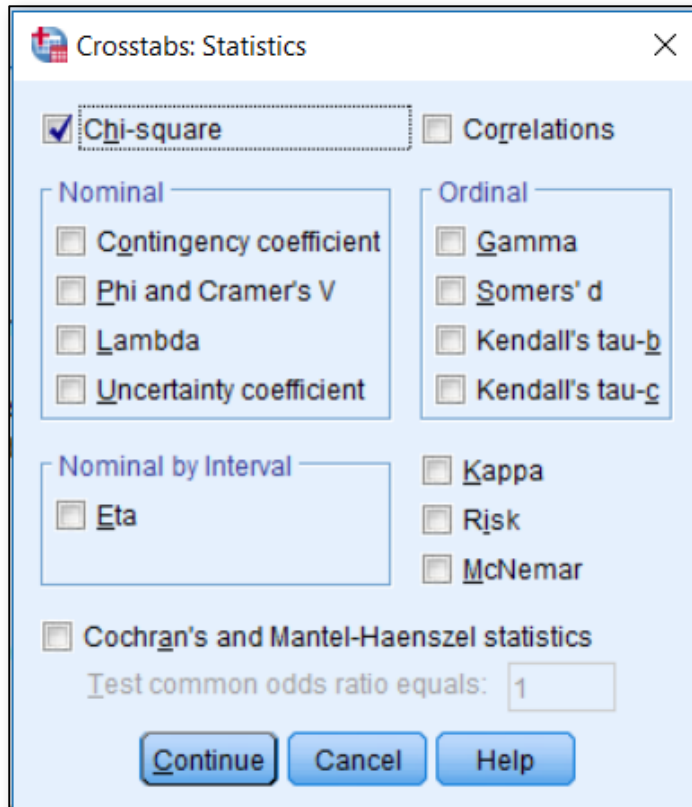 Crosstabs: Statistics
Chi-square
Correlations
Nominal
Contingency coefficient
Phi and Cramer's V
Lambda
Uncertainty coefficient
Ordinal
Gamma
Somers' d
Kendall's tau-b
Kendall's tau-c
Nominal by Interval
Eta
Kappa
Risk
McNemar
Cochran's and Mantel-Haenszel statistics
Test common odds ratio equals: 1
Continue Cancel Help